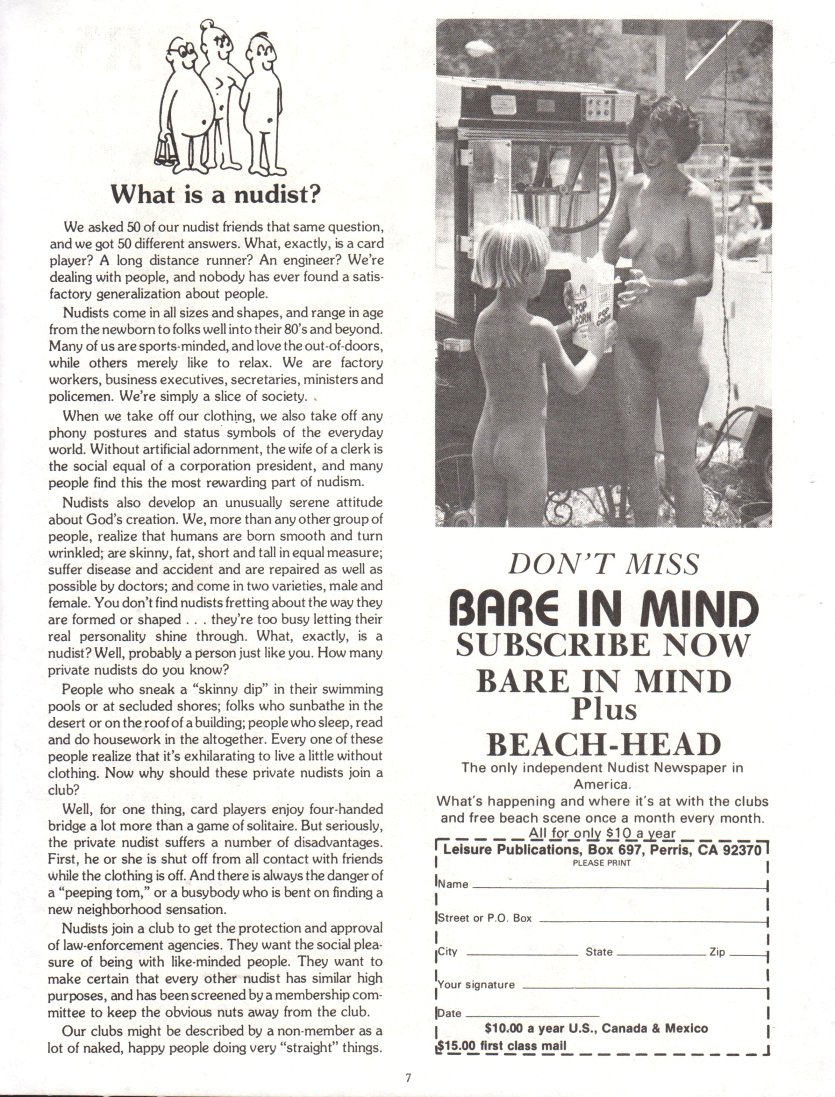 What is a nudist?
We asked 50 of our nudist friends that same question,
and we got 50 different answers. What, exactly, is a card
player? A long distance runner? An engineer? We're
dealing with people, and nobody has ever found a satis-
factory generalization about people.
Nudists come in all sizes and shapes, and range in age
from the newborn to folks well into their 80's and beyond.
Many of us are sports-minded, and love the out-of-doors,
while others merely like to relax. We are factory
workers, business executives, secretaries, ministers and
policemen. We're simply a slice of society.
When we take off our clothing, we also take off any
phony postures and status symbols of the everyday
world. Without artificial adornment, the wife of a clerk is
the social equal of a corporation president, and many
people find this the most rewarding part of nudism.
Nudists also develop an unusually serene attitude
about God's creation. We, more than any other group of
people, realize that humans are born smooth and turn
wrinkled; are skinny, fat, short and tall in equal measure;
suffer disease and accident and are repaired as well as
possible by doctors; and come in two varieties, male and
female. You don't find nudists fretting about the way they
are formed or shaped . . . they're too busy letting their
real personality shine through. What, exactly, is a
nudist? Well, probably a person just like you. How many
private nudists do you know?
People who sneak a "skinny dip" in their swimming
pools or at secluded shores; folks who sunbathe in the
desert or on the roof of a building; people who sleep, read
and do housework in the altogether. Every one of these
people realize that it's exhilarating to live a little without
clothing. Now why should these private nudists join a
club?
Well, for one thing, card players enjoy four-handed
bridge a lot more than a game of solitaire. But seriously,
the private nudist suffers a number of disadvantages.
First, he or she is shut off from all contact with friends
while the clothing is off. And there is always the danger of
a "peeping tom," or a busybody who is bent on finding a
new neighborhood sensation.
Nudists join a club to get the protection and approval
of law-enforcement agencies. They want the social plea-
sure of being with like-minded people. They want to
make certain that every other nudist has similar high
purposes, and has been screened by a membership com-
mittee to keep the obvious nuts away from the club.
Our clubs might be described by a non-member as a
lot of naked, happy people doing very "straight" things.
POP
CORN
POP
CORN
DON'T MISS
BARE IN MIND
SUBSCRIBE NOW
BARE IN MIND
Plus
BEACH-HEAD
The only independent Nudist Newspaper in
America.
What's happening and where it's at with the clubs
and free beach scene once a month every month.
All for only $10 a year
Leisure Publications, Box 697, Perris, CA 92370
PLEASE PRINT
Name
Street or P.O. Box
City State Zip
Your signature
Date
$10.00 a year U.S., Canada & Mexico
$15.00 first class mail
7